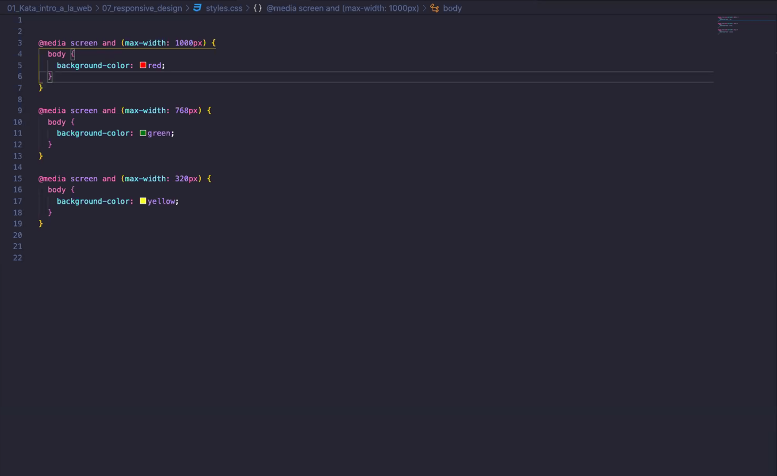 01_Kata_intro_a_la_web > 07_responsive_design > styles.css > {} @media screen and (max-width: 1000px) > body
1
2
3 @media screen and (max-width: 1000px) {
4 body {
5 background-color: red;
6 }
7 }
8
9 @media screen and (max-width: 768px) {
10 body {
11 background-color: green;
12 }
13 }
14
15 @media screen and (max-width: 320px) {
16 body {
17 background-color: yellow;
18 }
19 }
20
21
22